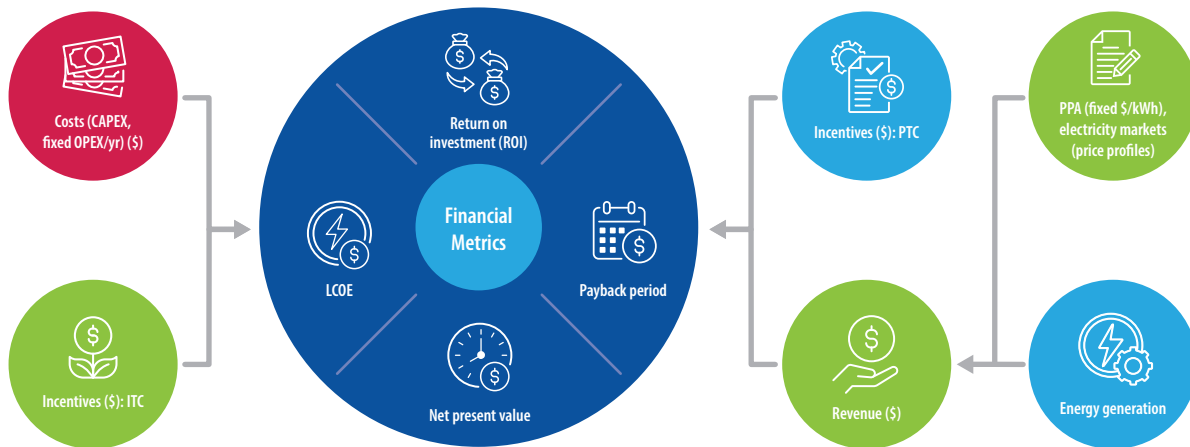 Costs (CAPEX,
fixed OPEX/yr) ($)
Incentives ($): ITC
$
Return on
investment (ROI)
$
$
LCOE
$
Financial
Metrics
Payback period
$
Net present value
$
Incentives ($): PTC
$
Revenue ($)
$
PPA (fixed $/kWh),
electricity markets
(price profiles)
Energy generation